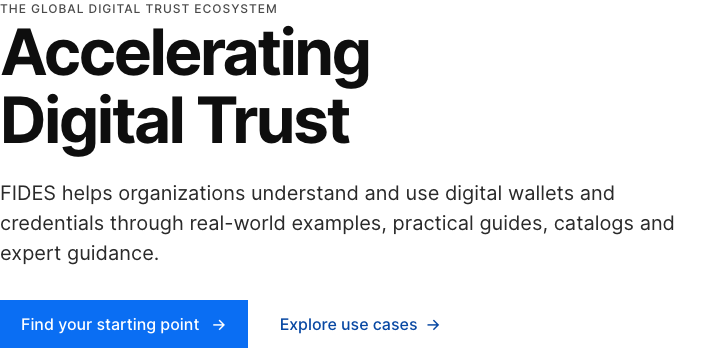 THE GLOBAL DIGITAL TRUST ECOSYSTEM
Accelerating
Digital Trust
FIDES helps organizations understand and use digital wallets and
credentials through real-world examples, practical guides, catalogs and
expert guidance.
Find your starting point →
Explore use cases →